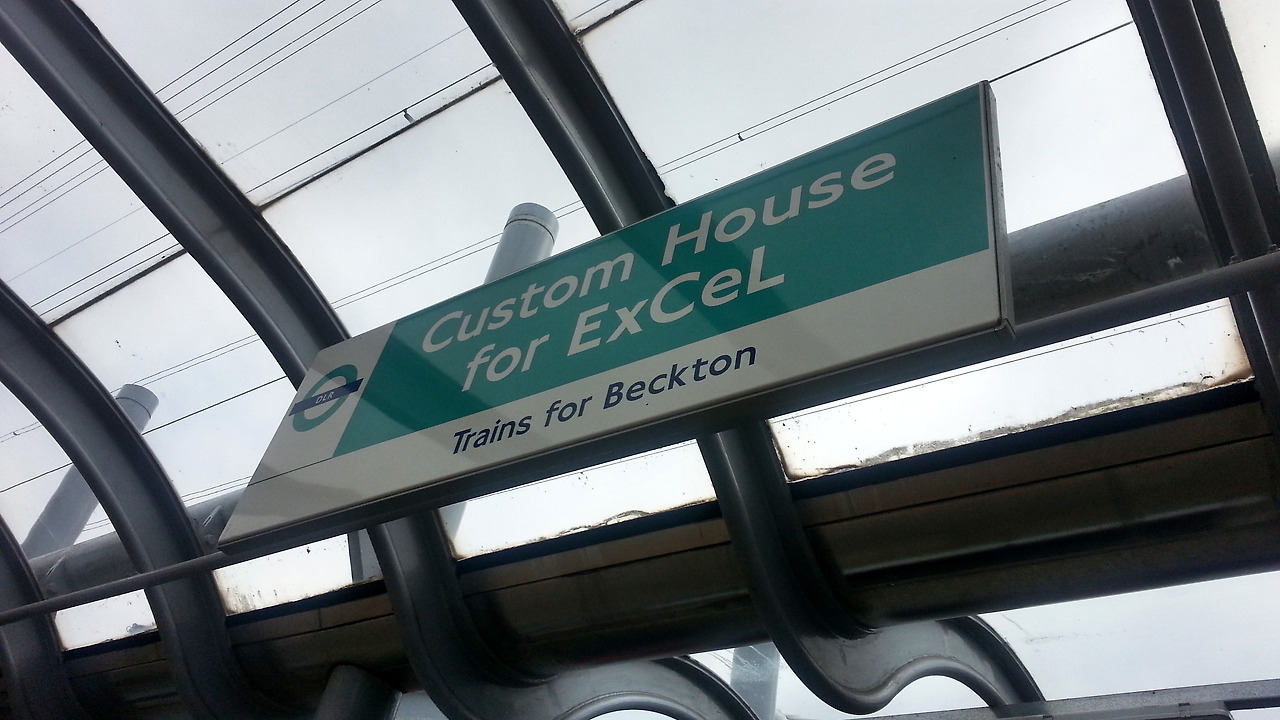 DLR
Custom House
for ExCeL
Trains for Beckton